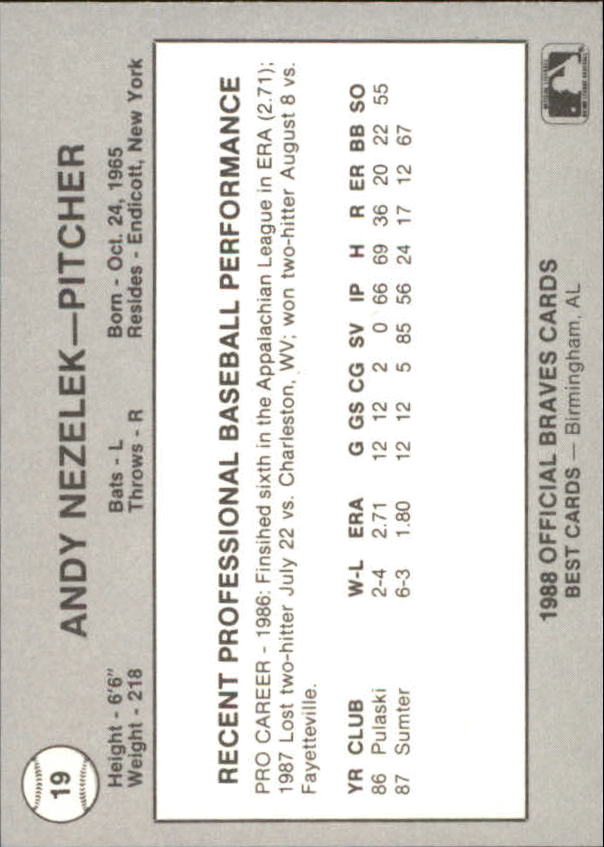 19
ANDY NEZELEK—PITCHER
Height - 6'6" Bats - L Born - Oct. 24, 1965
Weight - 218 Throws - R Resides - Endicott, New York
RECENT PROFESSIONAL BASEBALL PERFORMANCE
PRO CAREER - 1986: Finsihed sixth in the Appalachian League in ERA (2.71);
1987 Lost two-hitter July 22 vs. Charleston, WV; won two-hitter August 8 vs.
Fayetteville.
YR CLUB W-L ERA G GS CG SV IP H R ER BB SO
86 Pulaski 2-4 2.71 12 12 2 0 66 69 36 20 22 55
87 Sumter 6-3 1.80 12 12 5 85 56 24 17 12 67
1988 OFFICIAL BRAVES CARDS
BEST CARDS — Birmingham, AL